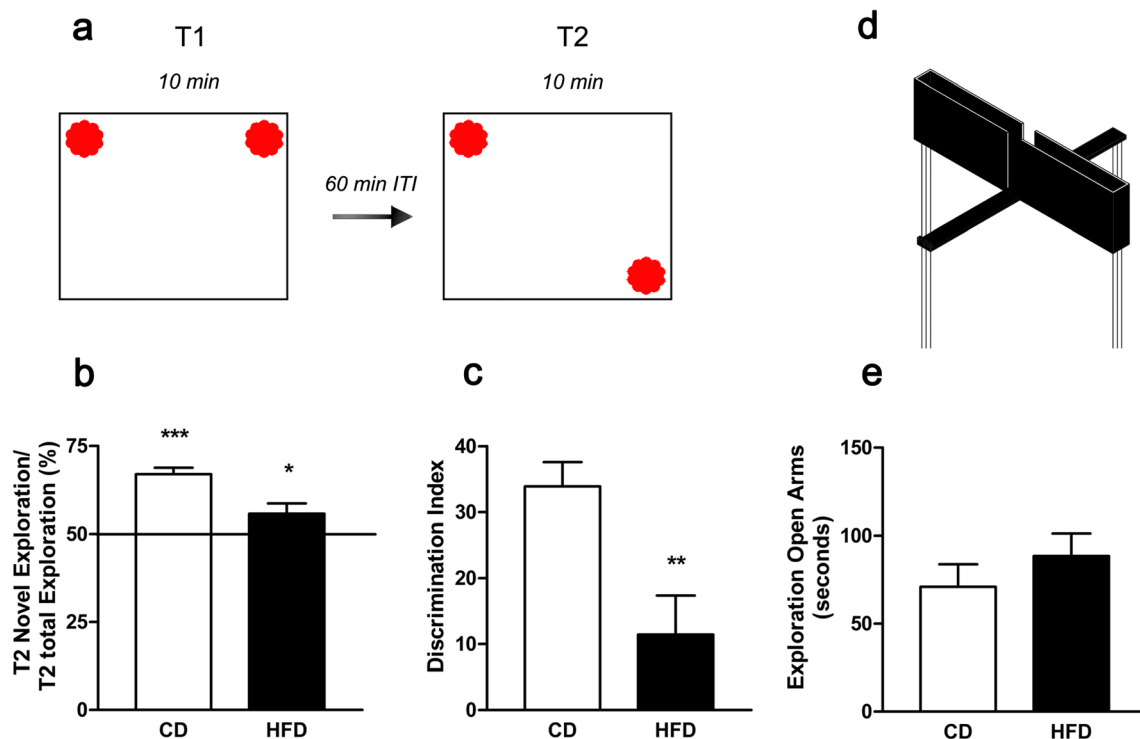 a
T1
10 min
60 min ITI
T2
10 min
d
b
T2 Novel Exploration/
T2 total Exploration (%)
75
50
25
0
***
*
CD
HFD
c
Discrimination Index
40
30
20
10
0
**
CD
HFD
e
Exploration Open Arms
(seconds)
150
100
50
0
CD
HFD